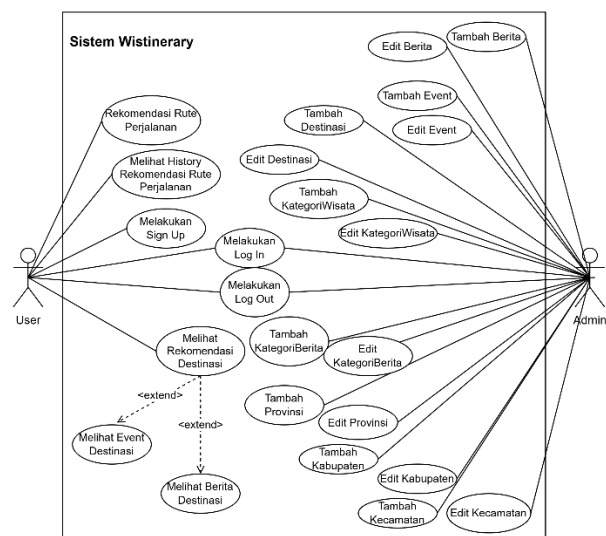 Sistem Wistinerary
Edit Berita
Tambah Berita
Tambah Event
Edit Event
Tambah
Destinasi
Edit Destinasi
Tambah
KategoriWisata
Edit KategoriWisata
Rekomendasi Rute
Perjalanan
Melihat History
Rekomendasi Rute
Perjalanan
Melakukan
Sign Up
Melakukan
Log In
Melakukan
Log Out
User
Admin
Melihat
Rekomendasi
Destinasi
Tambah
KategoriBerita
Edit
KategoriBerita
<extend>
<extend>
Melihat Event
Destinasi
Melihat Berita
Destinasi
Tambah
Provinsi
Edit Provinsi
Tambah
Kabupaten
Edit Kabupaten
Tambah
Kecamatan
Edit Kecamatan